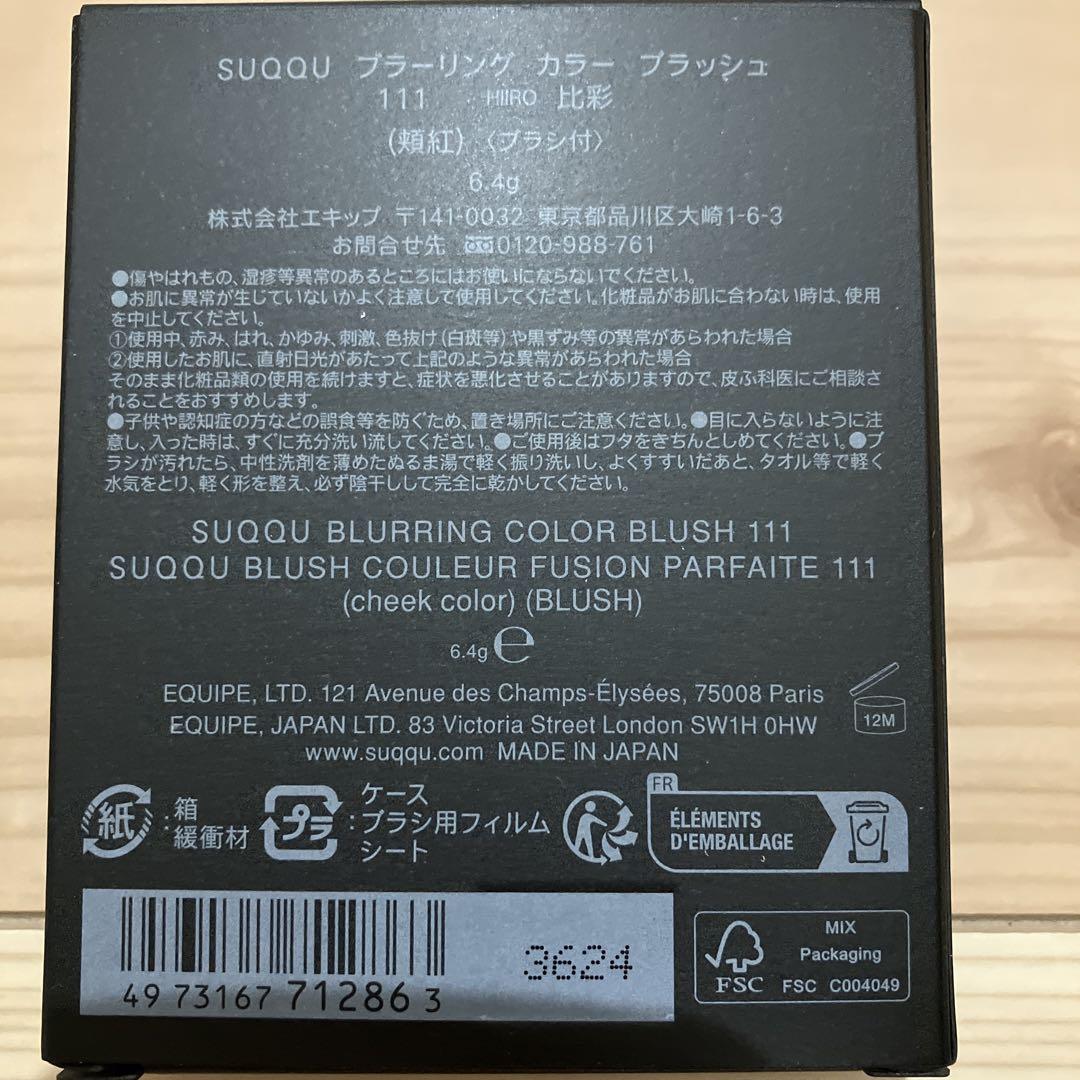 SUQQU ブラーリング カラー ブラッシュ
111 HIIRO 比彩
(頬紅) 〈ブラシ付〉
6.4g
株式会社エキップ 〒141-0032 東京都品川区大崎1-6-3
お問合せ先 0120-988-761
●傷やはれもの、湿疹等異常のあるところにはお使いにならないでください。
●お肌に異常が生じていないかよく注意して使用してください。化粧品がお肌に合わない時は、使用
を中止してください。
①使用中、赤み、はれ、かゆみ、刺激、色抜け(白斑等)や黒ずみ等の異常があらわれた場合
②使用したお肌に、直射日光があたって上記のような異常があらわれた場合
そのまま化粧品類の使用を続けますと、症状を悪化させることがありますので、皮ふ科医にご相談さ
れることをおすすめします。
●子供や認知症の方などの誤食等を防ぐため、置き場所にご注意ください。●目に入らないように注
意し、入った時は、すぐに充分洗い流してください。●ご使用後はフタをきちんとしめてください。●ブ
ラシが汚れたら、中性洗剤を薄めたぬるま湯で軽く振り洗いし、よくすすいだあと、タオル等で軽く
水気をとり、軽く形を整え、必ず陰干しして完全に乾かしてください。
SUQQU BLURRING COLOR BLUSH 111
SUQQU BLUSH COULEUR FUSION PARFAITE 111
(cheek color) (BLUSH)
6.4g ℮
EQUIPE, LTD. 121 Avenue des Champs-Élysées, 75008 Paris
EQUIPE, JAPAN LTD. 83 Victoria Street London SW1H 0HW
www.suqqu.com MADE IN JAPAN
12M
紙 : 箱
緩衝材
プラ : ケース
ブラシ用フィルム
シート
FR
ÉLÉMENTS
D'EMBALLAGE
4973167712863
3624
FSC
MIX
Packaging
FSC C004049